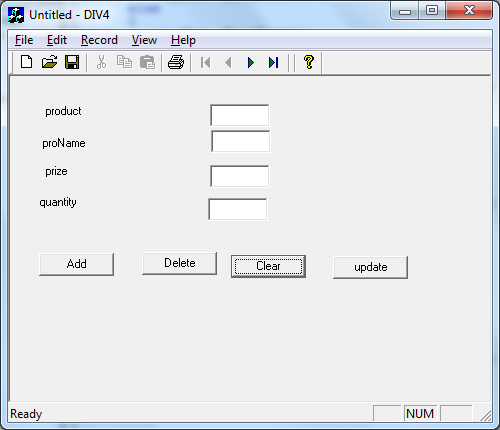 Untitled - DIV4
File Edit Record View Help
?
product
proName
prize
quantity
Add Delete Clear update
Ready NUM